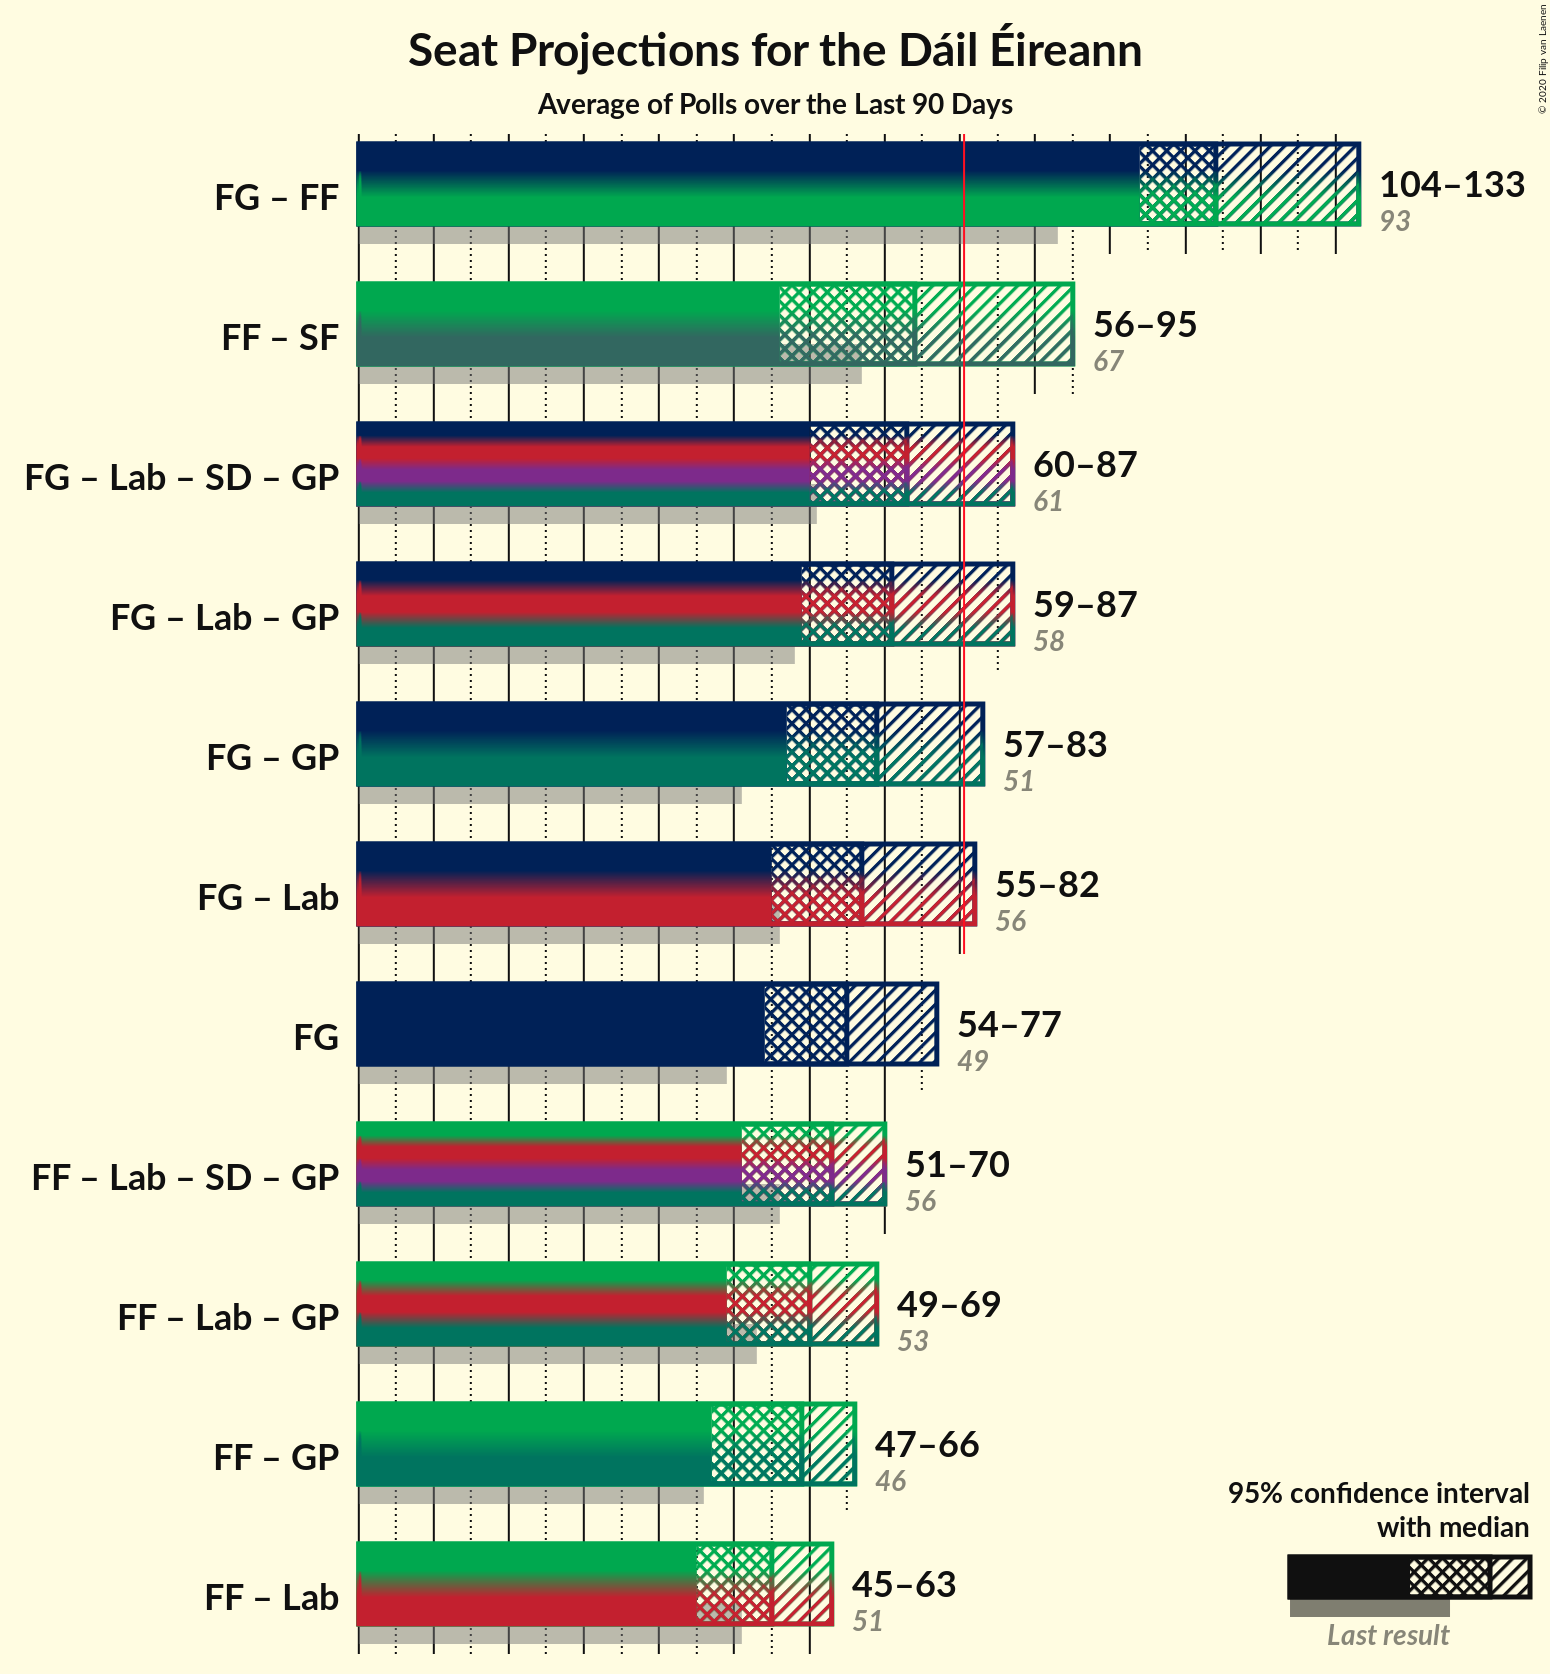 Seat Projections for the Dáil Éireann
Average of Polls over the Last 90 Days
© 2020 Filip van Laenen
FG – FF
104–133
93
FF – SF
56–95
67
FG – Lab – SD – GP
60–87
61
FG – Lab – GP
59–87
58
FG – GP
57–83
51
FG – Lab
55–82
56
FG
54–77
49
FF – Lab – SD – GP
51–70
56
FF – Lab – GP
49–69
53
FF – GP
47–66
46
FF – Lab
45–63
51
95% confidence interval
with median
Last result